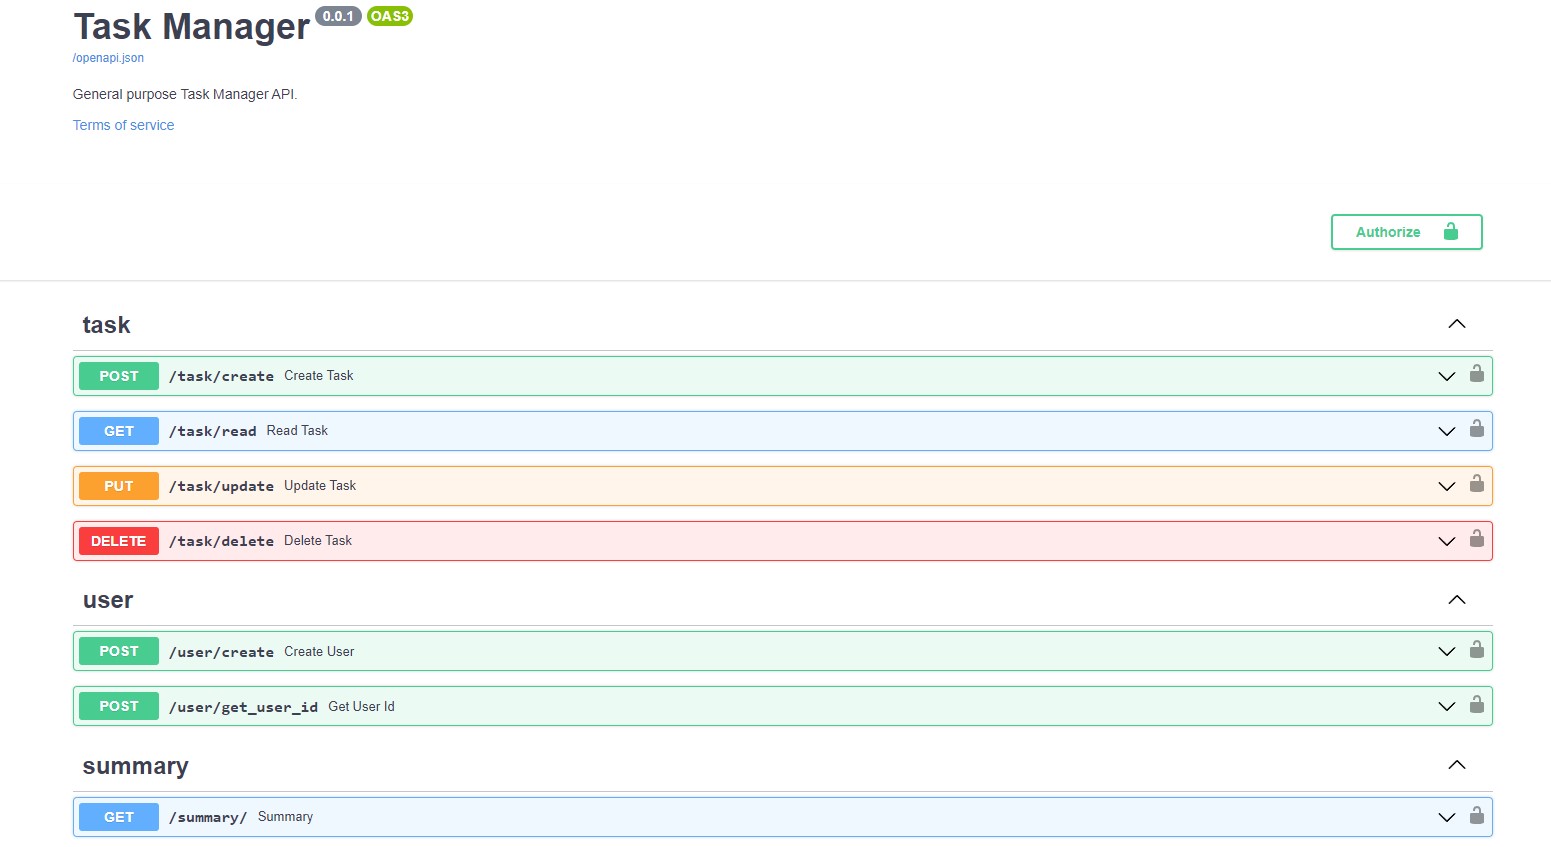 Task Manager 0.0.1 OAS3
/openapi.json
General purpose Task Manager API.
Terms of service
Authorize
task
POST /task/create Create Task
GET /task/read Read Task
PUT /task/update Update Task
DELETE /task/delete Delete Task
user
POST /user/create Create User
POST /user/get_user_id Get User Id
summary
GET /summary/ Summary